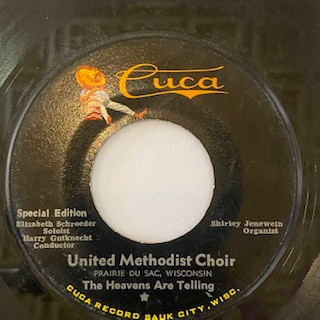 Cuca
Special Edition
Elizabeth Schroeder
Soloist
Harry Gutknecht
Conductor
Shirley Jenewein
Organist
United Methodist Choir
PRAIRIE DU SAC, WISCONSIN
The Heavens Are Telling
CUCA RECORD SAUK CITY, WISC.